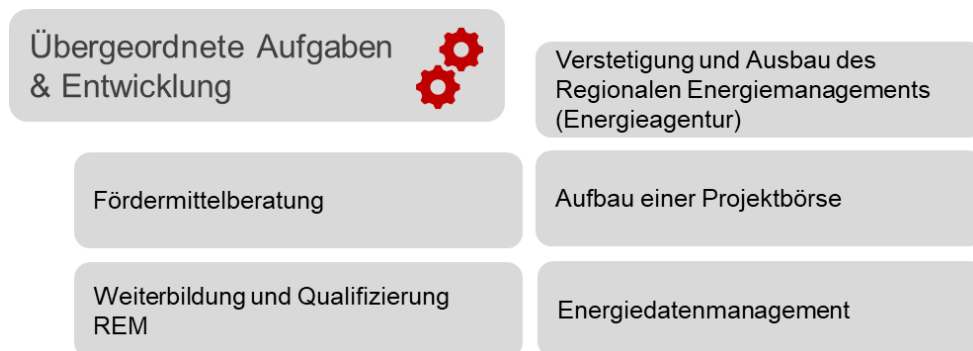 Übergeordnete Aufgaben
& Entwicklung
Verstetigung und Ausbau des
Regionalen Energiemanagements
(Energieagentur)
Fördermittelberatung
Aufbau einer Projektbörse
Weiterbildung und Qualifizierung
REM
Energiedatenmanagement